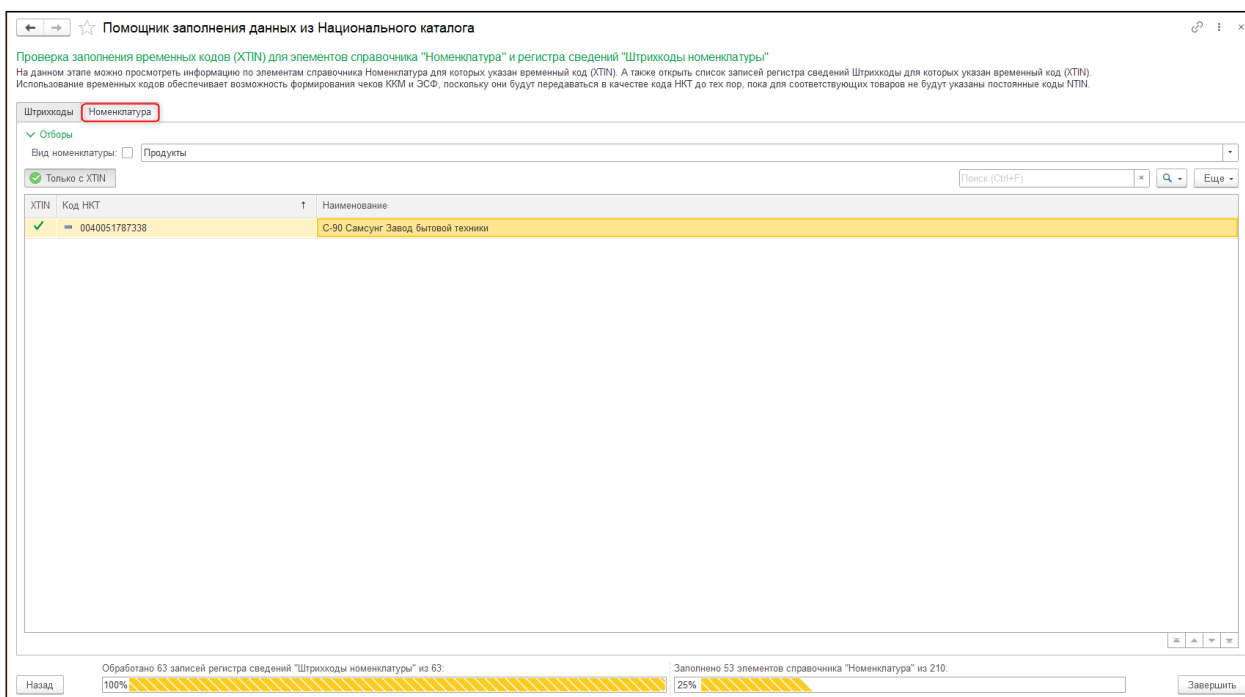 Помощник заполнения данных из Национального каталога
Проверка заполнения временных кодов (XTIN) для элементов справочника "Номенклатура" и регистра сведений "Штрихкоды номенклатуры"
На данном этапе можно просмотреть информацию по элементам справочника Номенклатура для которых указан временный код (XTIN). А также открыть список записей регистра сведений Штрихкоды для которых указан временный код (XTIN).
Использование временных кодов обеспечивает возможность формирования чеков ККМ и ЭСФ, поскольку они будут передаваться в качестве кода НКТ до тех пор, пока для соответствующих товаров не будут указаны постоянные коды NTIN.
Штрихкоды Номенклатура
Отборы
Вид номенклатуры: Продукты
Только с XTIN Поиск (Ctrl+F) × Еще
XTIN Код НКТ ↑ Наименование
0040051787338 С-90 Самсунг Завод бытовой техники
Обработано 63 записей регистра сведений "Штрихкоды номенклатуры" из 63: Заполнено 53 элементов справочника "Номенклатура" из 210:
Назад 100% 25% Завершить